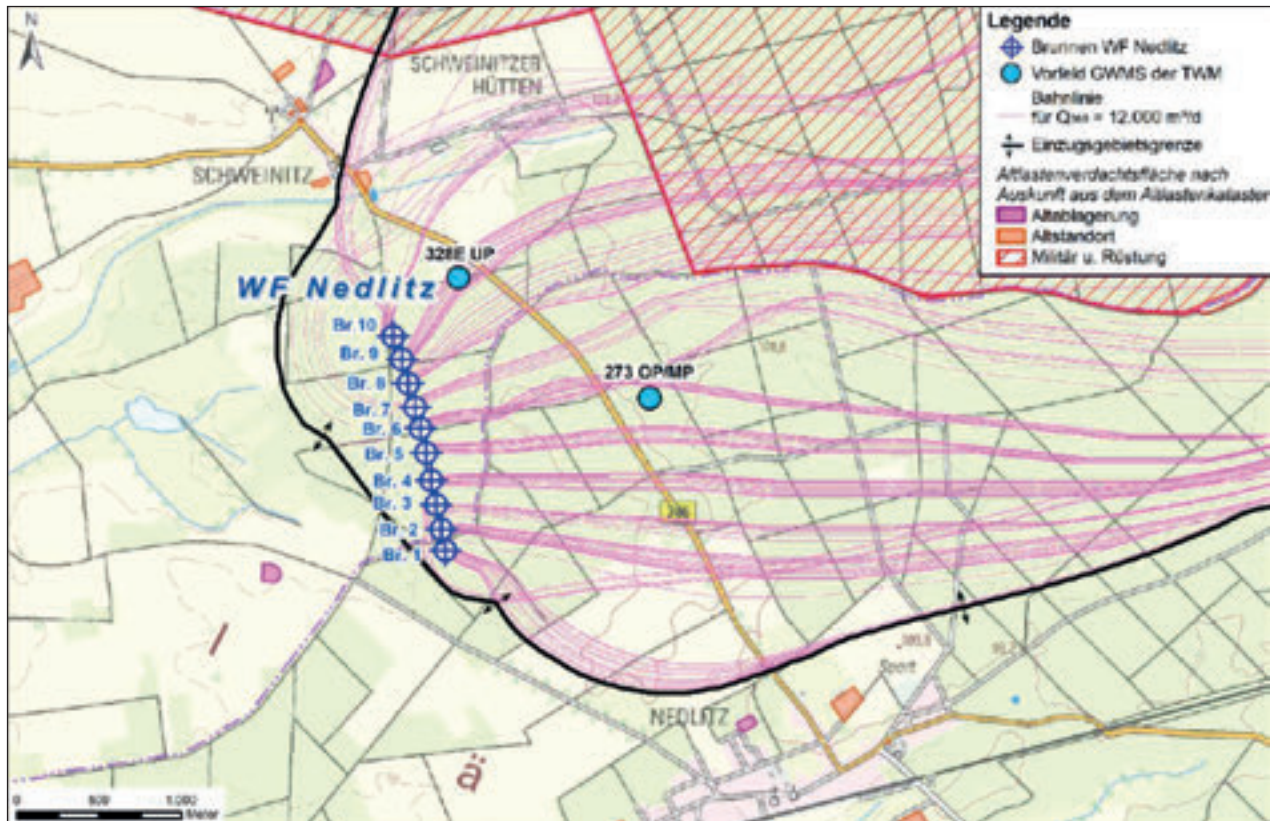 N
SCHWEINITZER
HÜTTEN
SCHWEINITZ
328E UP
WF Nedlitz
Br. 10
Br. 9
Br. 8
Br. 7
Br. 6
Br. 5
Br. 4
Br. 3
Br. 2
Br. 1
273 OP/MP
Sport
NEDLITZ
0 500 1.000
Meter
Legende
Brunnen WF Nedlitz
Vorfeld GWMS der TWM
Bahnlinie
für Q365 = 12.000 m³/d
Einzugsgebietsgrenze
Altlastenverdachtsfläche nach
Auskunft aus dem Altlastenkataster
Altablagerung
Altstandort
Militär u. Rüstung